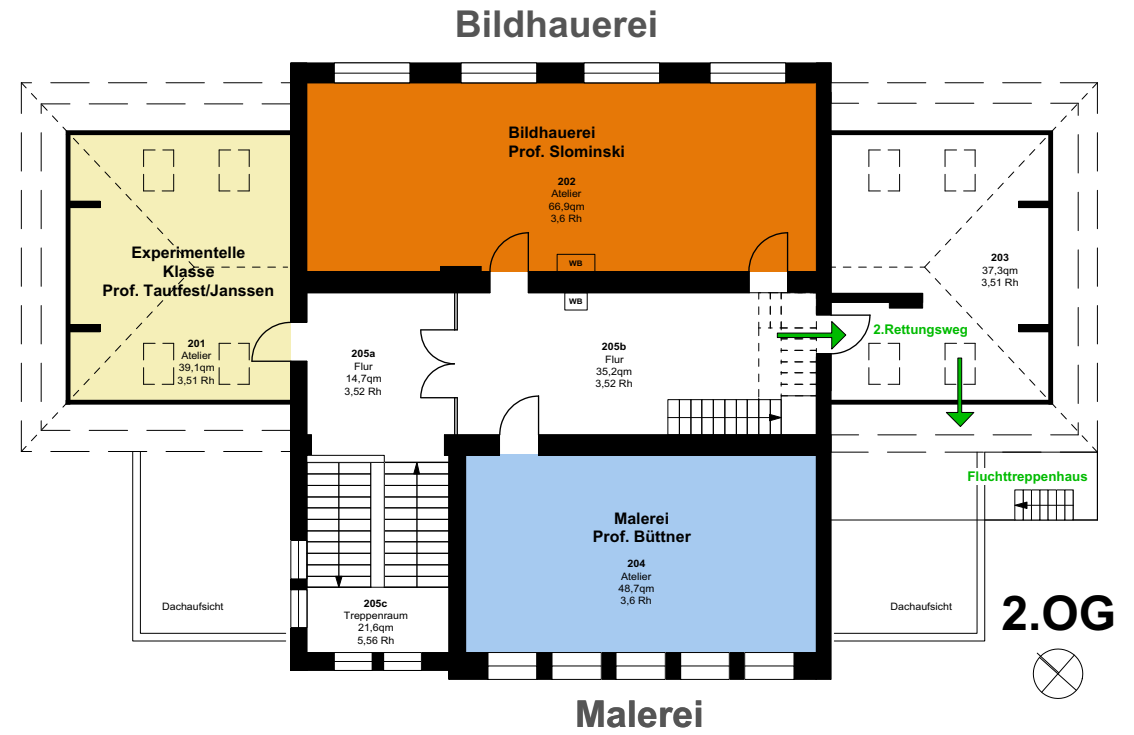 Bildhauerei
Bildhauerei
Prof. Slominski
202
Atelier
66,9qm
3,6 Rh
WB
WB
Experimentelle
Klasse
Prof. Tautfest/Janssen
201
Atelier
39,1qm
3,51 Rh
203
37,3qm
3,51 Rh
2.Rettungsweg
205a
Flur
14,7qm
3,52 Rh
205b
Flur
35,2qm
3,52 Rh
Fluchttreppenhaus
Malerei
Prof. Büttner
204
Atelier
48,7qm
3,6 Rh
205c
Treppenraum
21,6qm
5,56 Rh
Dachaufsicht
Dachaufsicht
2.OG
Malerei